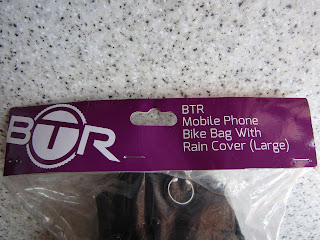 BTR
BTR
Mobile Phone
Bike Bag With
Rain Cover (Large)